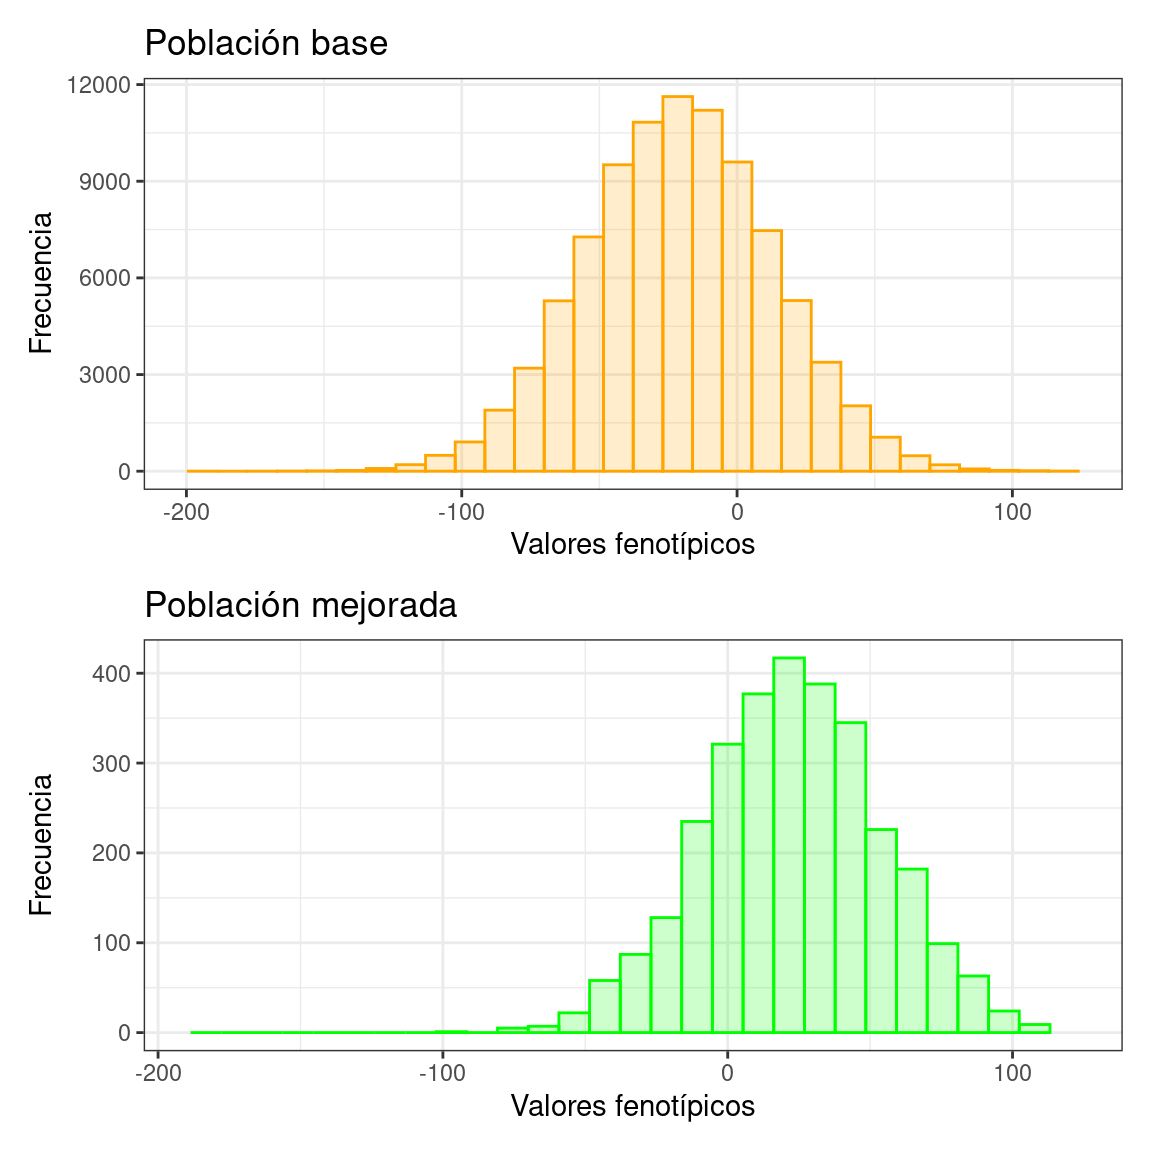 Población base
12000
9000
6000
3000
0
Frecuencia
-200 -100 0 100
Valores fenotípicos
Población mejorada
400
300
200
100
0
Frecuencia
-200 -100 0 100
Valores fenotípicos